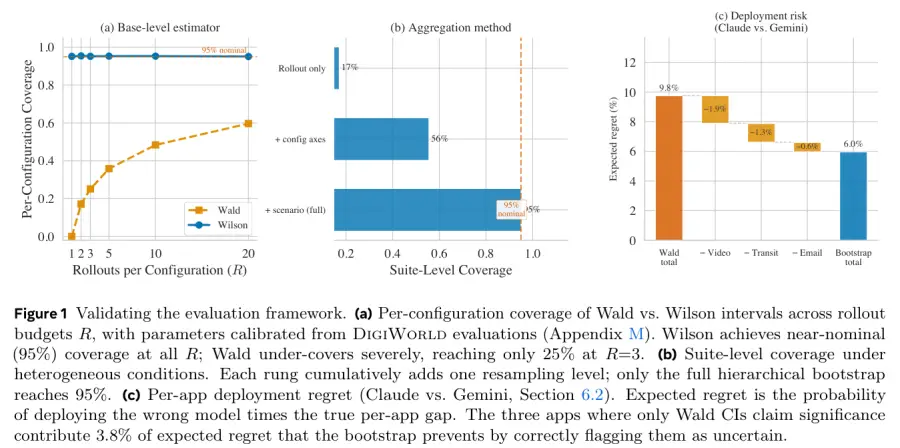 (a) Base-level estimator
1.0
0.8
0.6
0.4
0.2
0.0
Per-Configuration Coverage
95% nominal
Wald
Wilson
1 2 3 5 10 20
Rollouts per Configuration (R)
(b) Aggregation method
Rollout only
+ config axes
+ scenario (full)
17%
56%
95%
nominal
95%
0.2 0.4 0.6 0.8 1.0
Suite-Level Coverage
(c) Deployment risk
(Claude vs. Gemini)
12
10
8
6
4
2
0
Expected regret (%)
9.8%
−1.9%
−1.3%
−0.6%
6.0%
Wald − Video − Transit − Email Bootstrap
total total
Figure 1 Validating the evaluation framework. (a) Per-configuration coverage of Wald vs. Wilson intervals across rollout
budgets R, with parameters calibrated from DigiWorld evaluations (Appendix M). Wilson achieves near-nominal
(95%) coverage at all R; Wald under-covers severely, reaching only 25% at R=3. (b) Suite-level coverage under
heterogeneous conditions. Each rung cumulatively adds one resampling level; only the full hierarchical bootstrap
reaches 95%. (c) Per-app deployment regret (Claude vs. Gemini, Section 6.2). Expected regret is the probability
of deploying the wrong model times the true per-app gap. The three apps where only Wald CIs claim significance
contribute 3.8% of expected regret that the bootstrap prevents by correctly flagging them as uncertain.